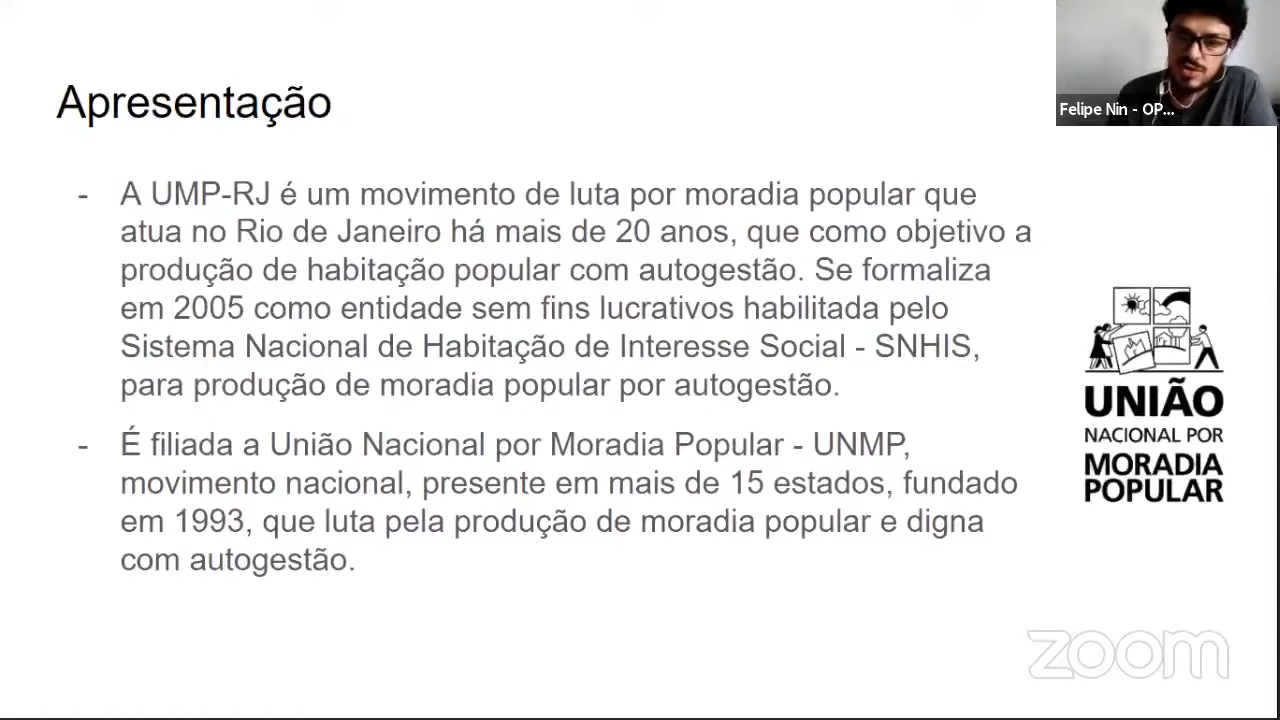 Apresentação
Felipe Nin - OP...
- A UMP-RJ é um movimento de luta por moradia popular que
atua no Rio de Janeiro há mais de 20 anos, que como objetivo a
produção de habitação popular com autogestão. Se formaliza
em 2005 como entidade sem fins lucrativos habilitada pelo
Sistema Nacional de Habitação de Interesse Social - SNHIS,
para produção de moradia popular por autogestão.
- É filiada a União Nacional por Moradia Popular - UNMP,
movimento nacional, presente em mais de 15 estados, fundado
em 1993, que luta pela produção de moradia popular e digna
com autogestão.
UNIÃO
NACIONAL POR
MORADIA
POPULAR
zoom